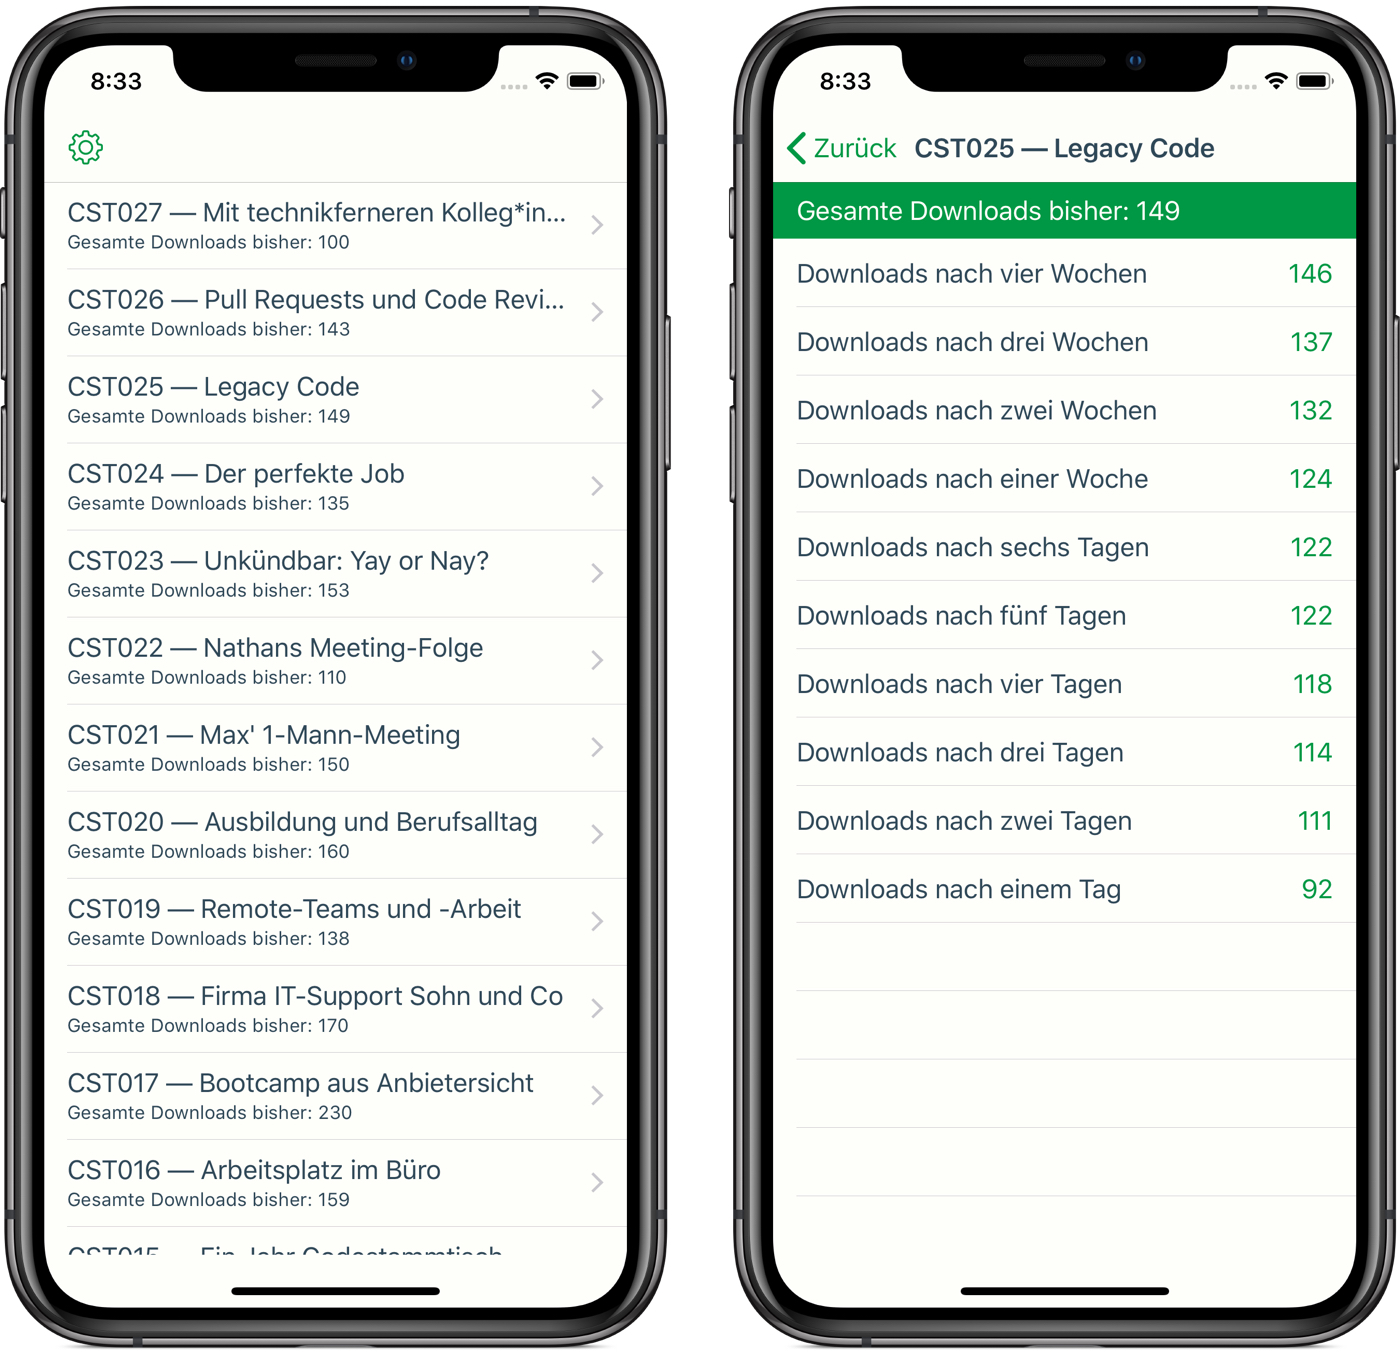 8:33
CST027 — Mit technikferneren Kolleg*in...
Gesamte Downloads bisher: 100
CST026 — Pull Requests und Code Revi...
Gesamte Downloads bisher: 143
CST025 — Legacy Code
Gesamte Downloads bisher: 149
CST024 — Der perfekte Job
Gesamte Downloads bisher: 135
CST023 — Unkündbar: Yay or Nay?
Gesamte Downloads bisher: 153
CST022 — Nathans Meeting-Folge
Gesamte Downloads bisher: 110
CST021 — Max' 1-Mann-Meeting
Gesamte Downloads bisher: 150
CST020 — Ausbildung und Berufsalltag
Gesamte Downloads bisher: 160
CST019 — Remote-Teams und -Arbeit
Gesamte Downloads bisher: 138
CST018 — Firma IT-Support Sohn und Co
Gesamte Downloads bisher: 170
CST017 — Bootcamp aus Anbietersicht
Gesamte Downloads bisher: 230
CST016 — Arbeitsplatz im Büro
Gesamte Downloads bisher: 159
CST015 — Ein Jahr Codestammtisch
8:33
Zurück CST025 — Legacy Code
Gesamte Downloads bisher: 149
Downloads nach vier Wochen 146
Downloads nach drei Wochen 137
Downloads nach zwei Wochen 132
Downloads nach einer Woche 124
Downloads nach sechs Tagen 122
Downloads nach fünf Tagen 122
Downloads nach vier Tagen 118
Downloads nach drei Tagen 114
Downloads nach zwei Tagen 111
Downloads nach einem Tag 92